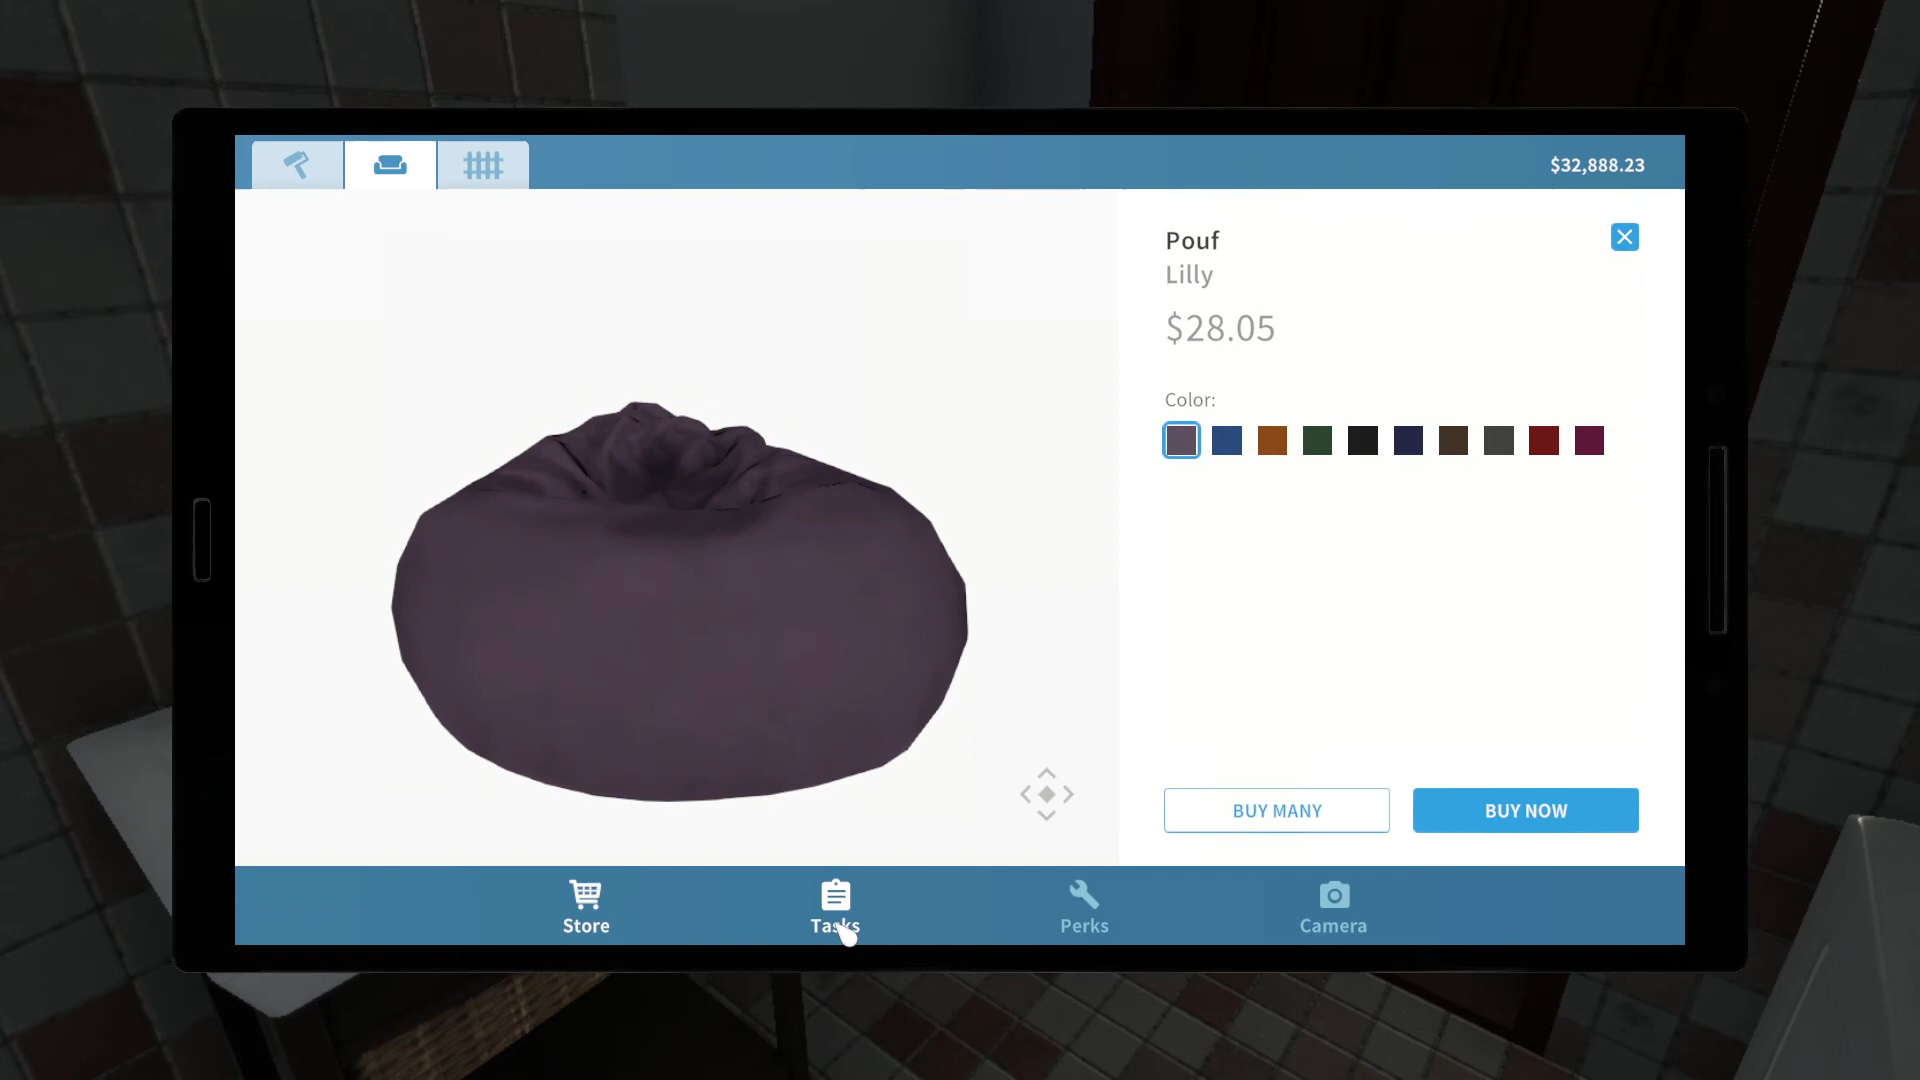 $32,888.23
Pouf
Lilly
$28.05
Color:
BUY MANY
BUY NOW
Store
Tasks
Perks
Camera